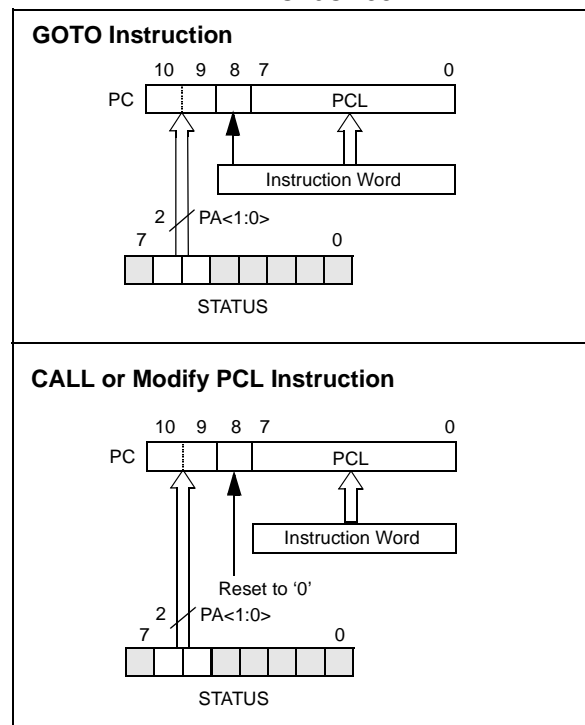 GOTO Instruction
10 9 8 7 0
PC PCL
Instruction Word
2 PA<1:0>
7 0
STATUS
CALL or Modify PCL Instruction
10 9 8 7 0
PC PCL
Instruction Word
Reset to ‘0’
2 PA<1:0>
7 0
STATUS